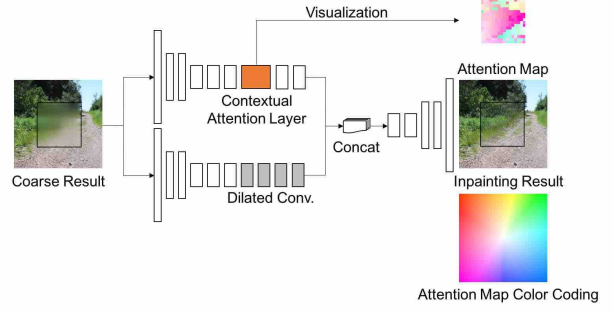 Visualization
Attention Map
Contextual
Attention Layer
Coarse Result
Concat
Inpainting Result
Dilated Conv.
Attention Map Color Coding